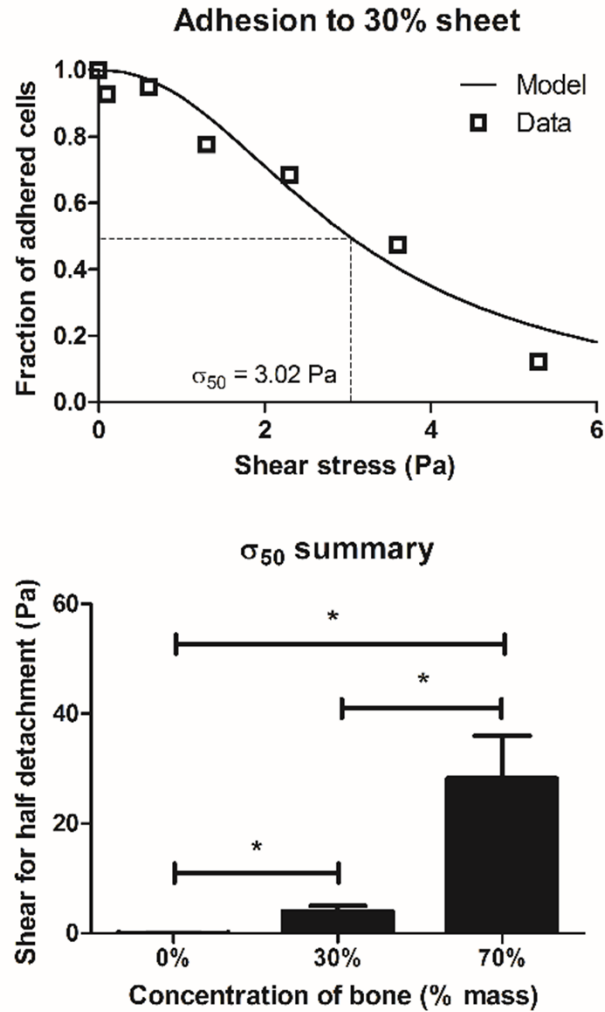 Adhesion to 30% sheet
Fraction of adhered cells
1.0
0.8
0.6
0.4
0.2
0.0
Model
Data
σ50 = 3.02 Pa
0 2 4 6
Shear stress (Pa)
σ50 summary
Shear for half detachment (Pa)
60
40
20
0
*
*
*
0% 30% 70%
Concentration of bone (% mass)